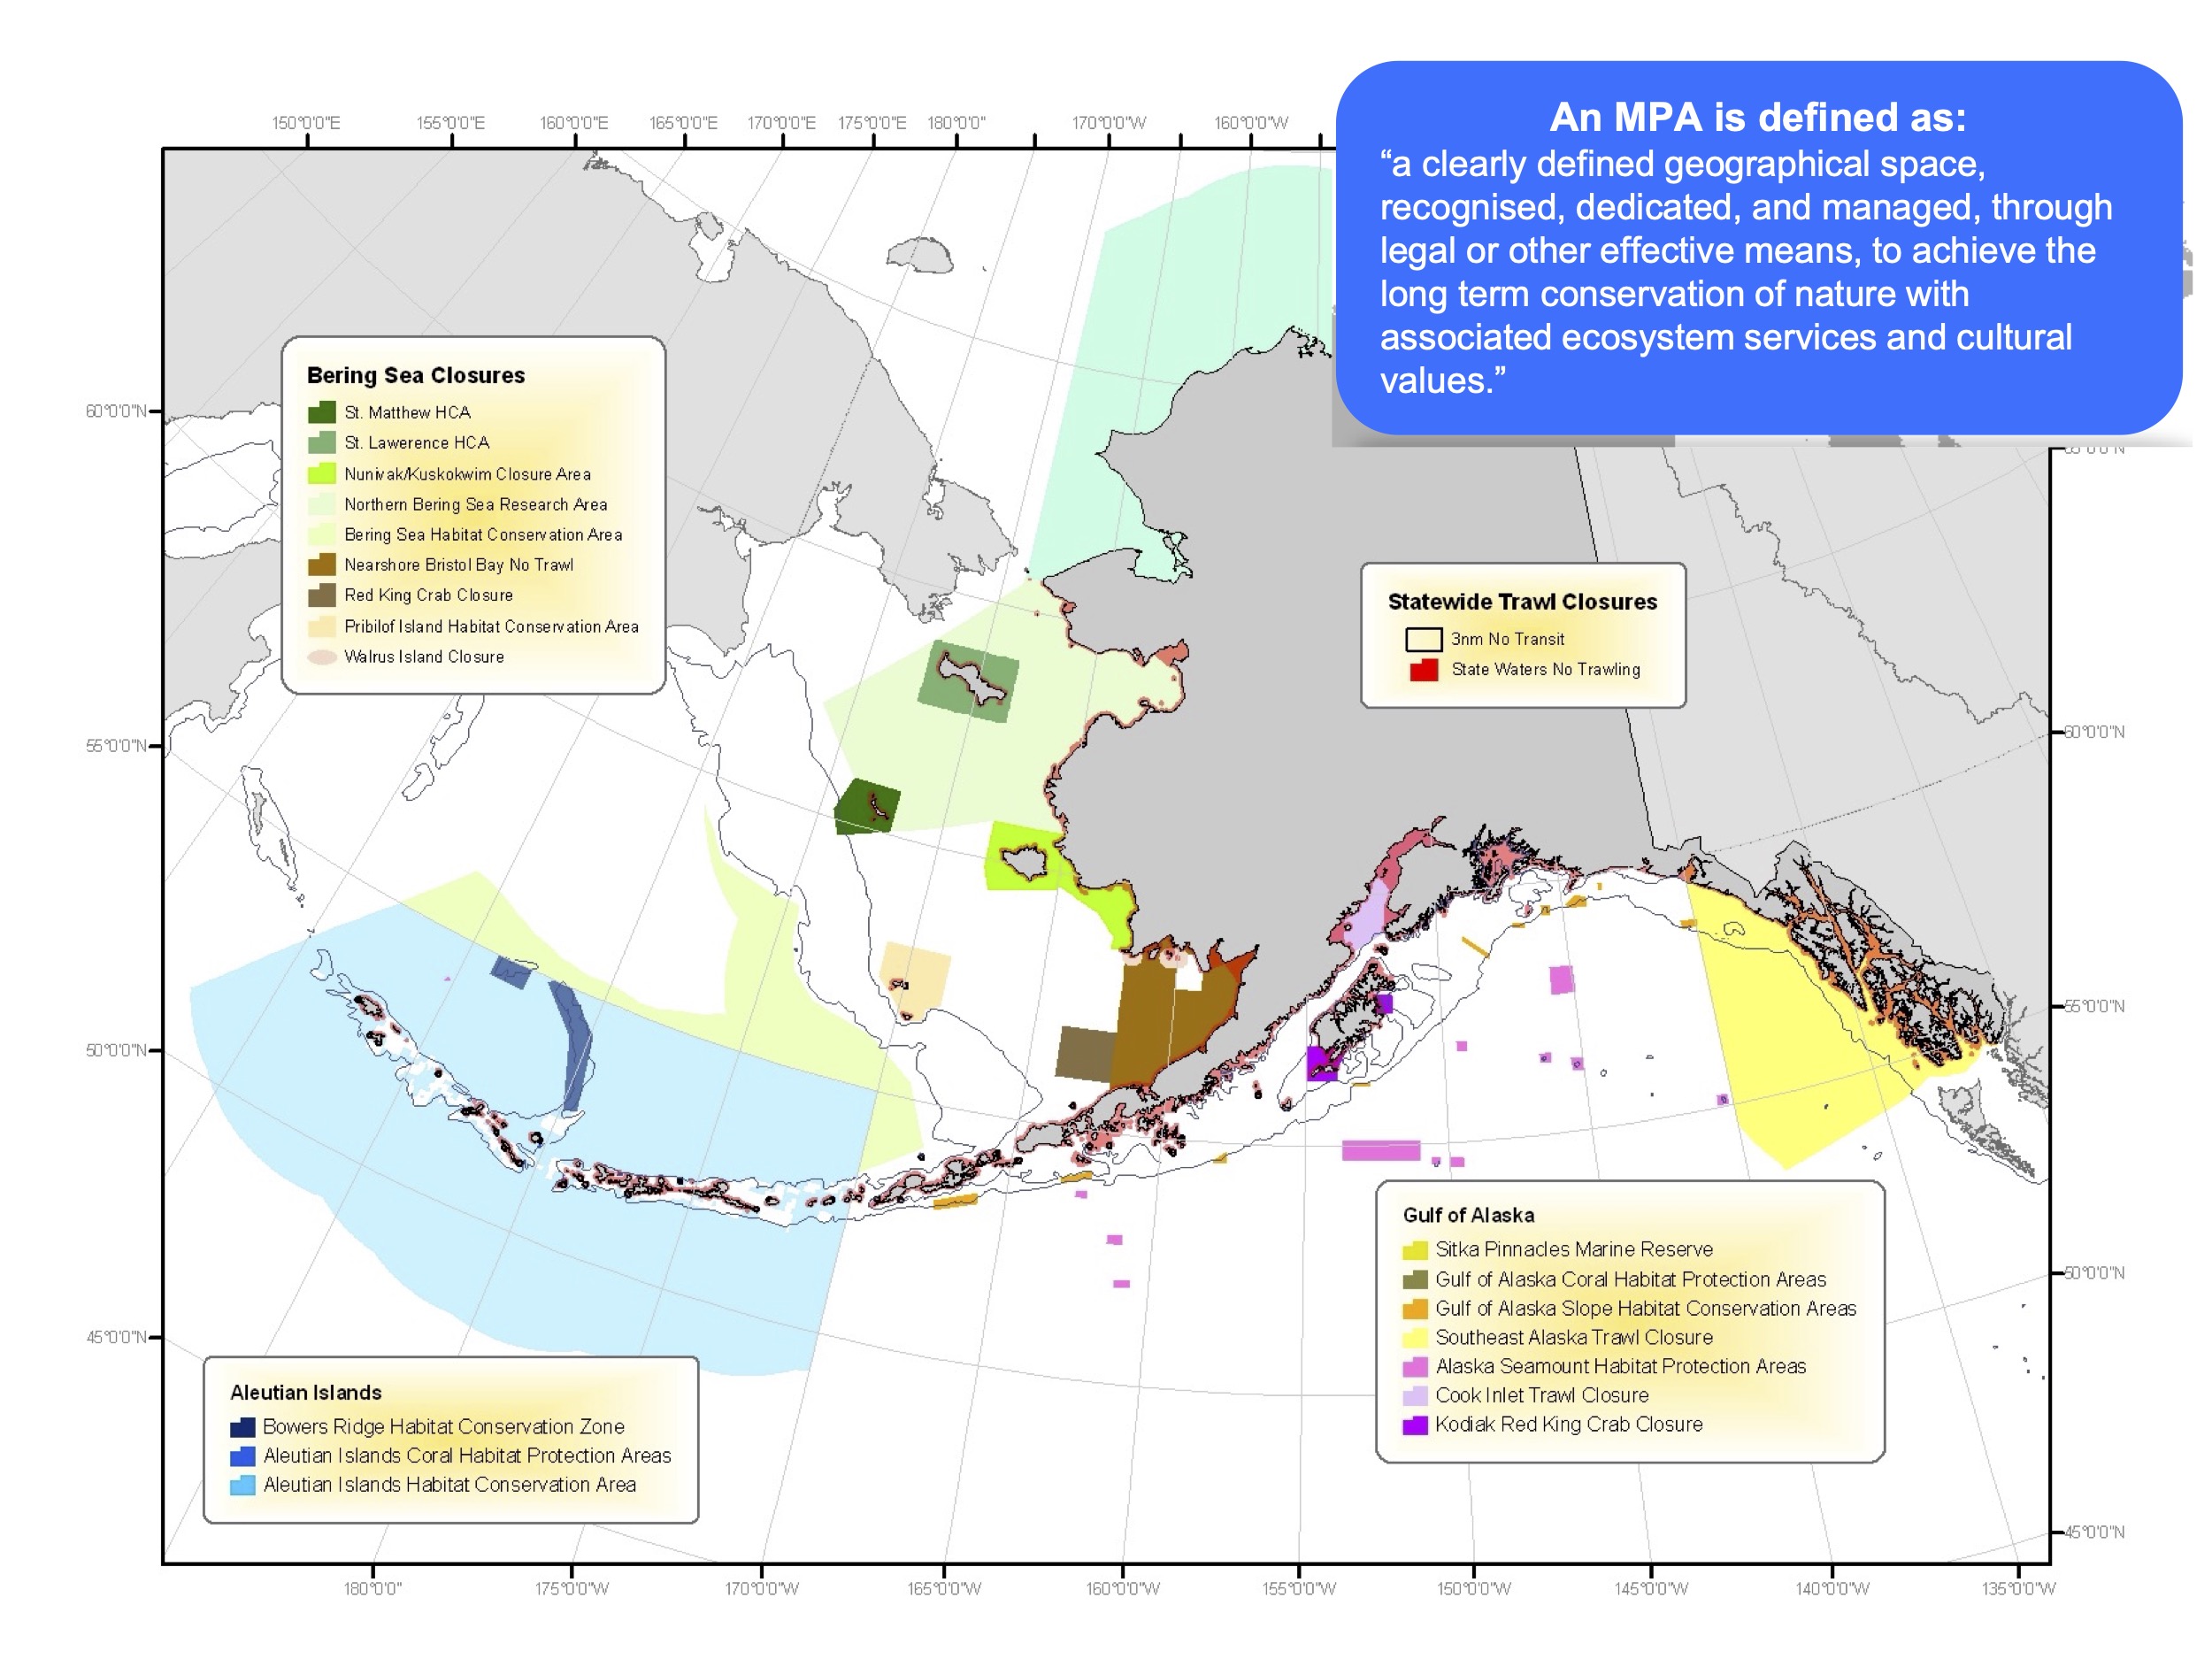 An MPA is defined as:
“a clearly defined geographical space,
recognised, dedicated, and managed, through
legal or other effective means, to achieve the
long term conservation of nature with
associated ecosystem services and cultural
values.”
150°0'0"E 155°0'0"E 160°0'0"E 165°0'0"E 170°0'0"E 175°0'0"E 180°0'0" 170°0'0"W 160°0'0"W
60°0'0"N
55°0'0"N
50°0'0"N
45°0'0"N
Bering Sea Closures
St. Matthew HCA
St. Lawerence HCA
Nunivak/Kuskokwim Closure Area
Northern Bering Sea Research Area
Bering Sea Habitat Conservation Area
Nearshore Bristol Bay No Trawl
Red King Crab Closure
Pribilof Island Habitat Conservation Area
Walrus Island Closure
Statewide Trawl Closures
3nm No Transit
State Waters No Trawling
60°0'0"N
55°0'0"N
50°0'0"N
45°0'0"N
Gulf of Alaska
Sitka Pinnacles Marine Reserve
Gulf of Alaska Coral Habitat Protection Areas
Gulf of Alaska Slope Habitat Conservation Areas
Southeast Alaska Trawl Closure
Alaska Seamount Habitat Protection Areas
Cook Inlet Trawl Closure
Kodiak Red King Crab Closure
Aleutian Islands
Bowers Ridge Habitat Conservation Zone
Aleutian Islands Coral Habitat Protection Areas
Aleutian Islands Habitat Conservation Area
180°0'0" 175°0'0"W 170°0'0"W 165°0'0"W 160°0'0"W 155°0'0"W 150°0'0"W 145°0'0"W 140°0'0"W 135°0'0"W